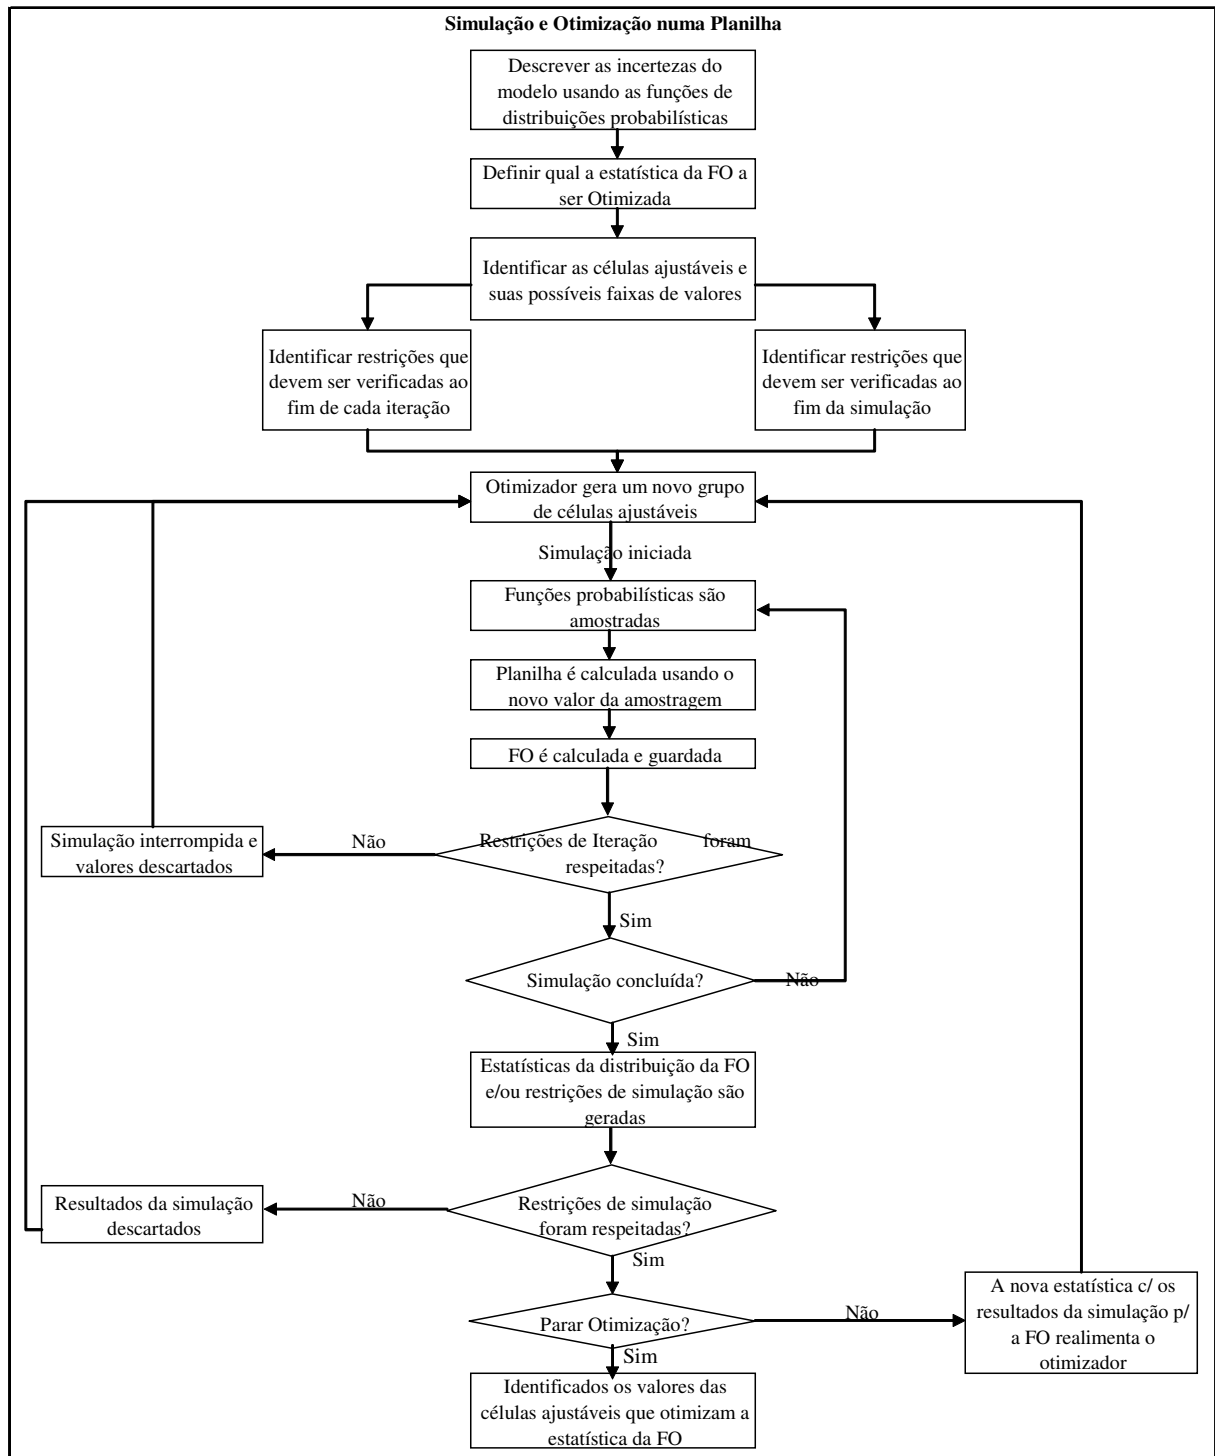 Simulação e Otimização numa Planilha
Descrever as incertezas do
modelo usando as funções de
distribuições probabilísticas
Definir qual a estatística da FO a
ser Otimizada
Identificar as células ajustáveis e
suas possíveis faixas de valores
Identificar restrições que
devem ser verificadas ao
fim de cada iteração
Identificar restrições que
devem ser verificadas ao
fim da simulação
Otimizador gera um novo grupo
de células ajustáveis
Simulação iniciada
Funções probabilísticas são
amostradas
Planilha é calculada usando o
novo valor da amostragem
FO é calculada e guardada
Restrições de Iteração foram
respeitadas?
Não
Simulação interrompida e
valores descartados
Sim
Simulação concluída?
Não
Sim
Estatísticas da distribuição da FO
e/ou restrições de simulação são
geradas
Restrições de simulação
foram respeitadas?
Não
Resultados da simulação
descartados
Sim
Parar Otimização?
Não
A nova estatística c/ os
resultados da simulação p/
a FO realimenta o
otimizador
Sim
Identificados os valores das
células ajustáveis que otimizam a
estatística da FO